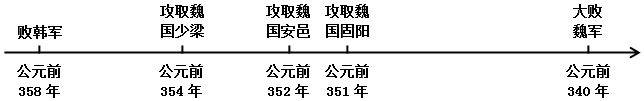 败韩军
攻取魏
国少梁
攻取魏
国安邑
攻取魏
国固阳
大败
魏军
公元前
358 年
公元前
354 年
公元前
352 年
公元前
351 年
公元前
340 年